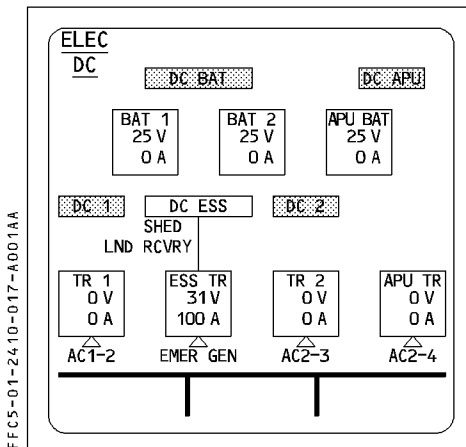 ELEC
DC
DC BAT DC APU
BAT 1 BAT 2 APU BAT
25 V 25 V 25 V
0 A 0 A 0 A
DC 1 DC ESS DC 2
SHED
LND RCVRY
TR 1 ESS TR TR 2 APU TR
0 V 31 V 0 V 0 V
0 A 100 A 0 A 0 A
AC1-2 EMER GEN AC2-3 AC2-4
FFC5-01-2410-017-A001AA